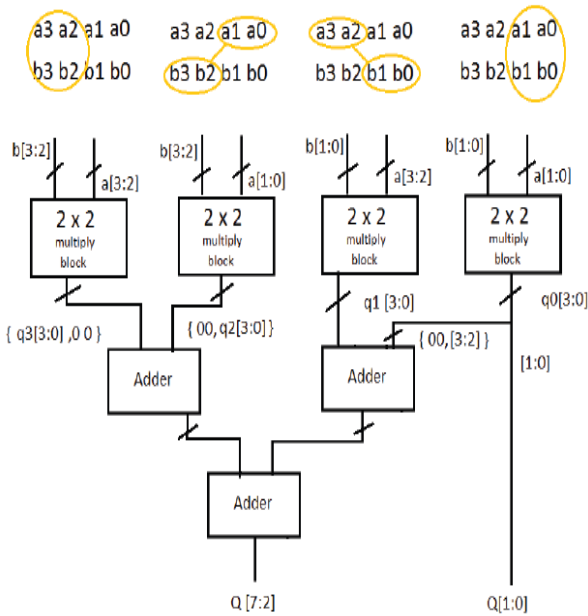 a3 a2 a1 a0 a3 a2 a1 a0 a3 a2 a1 a0 a3 a2 a1 a0
b3 b2 b1 b0 b3 b2 b1 b0 b3 b2 b1 b0 b3 b2 b1 b0
b[3:2] b[3:2] b[1:0] b[1:0]
a[3:2] a[1:0] a[3:2] a[1:0]
2 x 2 2 x 2 2 x 2 2 x 2
multiply multiply multiply multiply
block block block block
q1 [3:0] q0[3:0]
{ q3[3:0] ,0 0 } { 00, q2[3:0] } { 00,[3:2] }
[1:0]
Adder Adder
Adder
Q [7:2] Q[1:0]